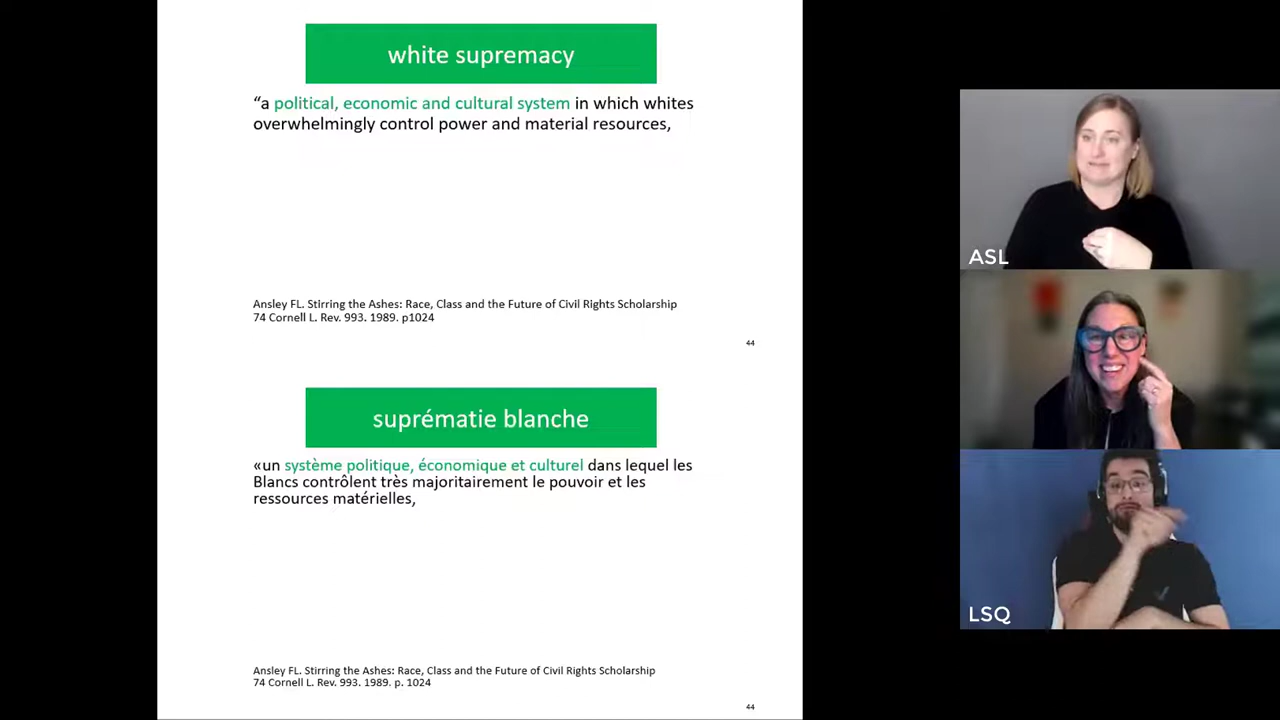 white supremacy
“a political, economic and cultural system in which whites
overwhelmingly control power and material resources,
Ansley FL. Stirring the Ashes: Race, Class and the Future of Civil Rights Scholarship
74 Cornell L. Rev. 993. 1989. p1024
44
suprématie blanche
«un système politique, économique et culturel dans lequel les
Blancs contrôlent très majoritairement le pouvoir et les
ressources matérielles,
Ansley FL. Stirring the Ashes: Race, Class and the Future of Civil Rights Scholarship
74 Cornell L. Rev. 993. 1989. p. 1024
44
ASL
LSQ